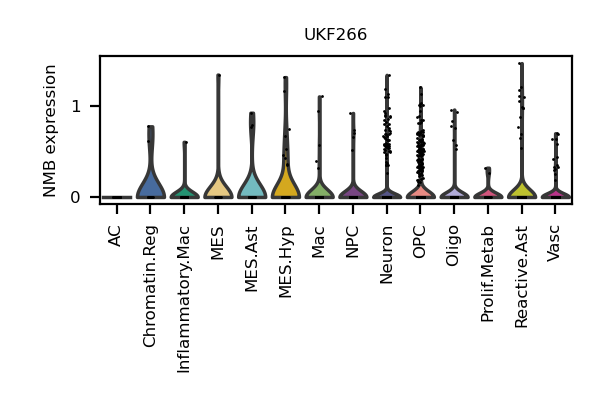 UKF266
NMB expression
1
0
AC
Chromatin.Reg
Inflammatory.Mac
MES
MES.Ast
MES.Hyp
Mac
NPC
Neuron
OPC
Oligo
Prolif.Metab
Reactive.Ast
Vasc